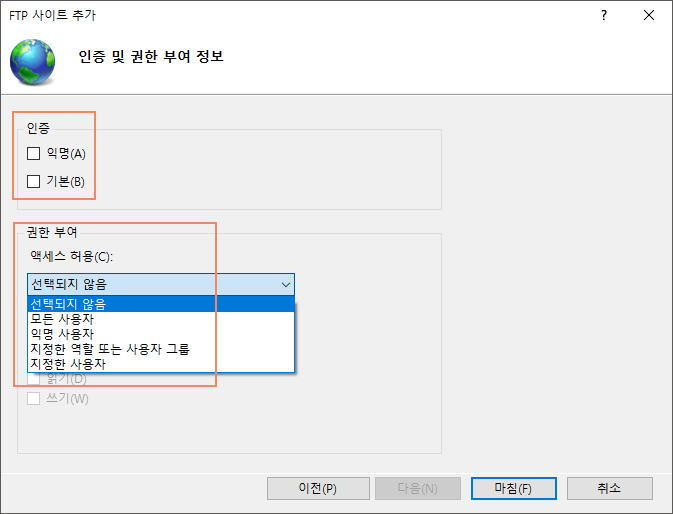 FTP 사이트 추가
인증 및 권한 부여 정보
인증
익명(A)
기본(B)
권한 부여
액세스 허용(C):
선택되지 않음
선택되지 않음
모든 사용자
익명 사용자
지정한 역할 또는 사용자 그룹
지정한 사용자
읽기(D)
쓰기(W)
이전(P) 다음(N) 마침(F) 취소